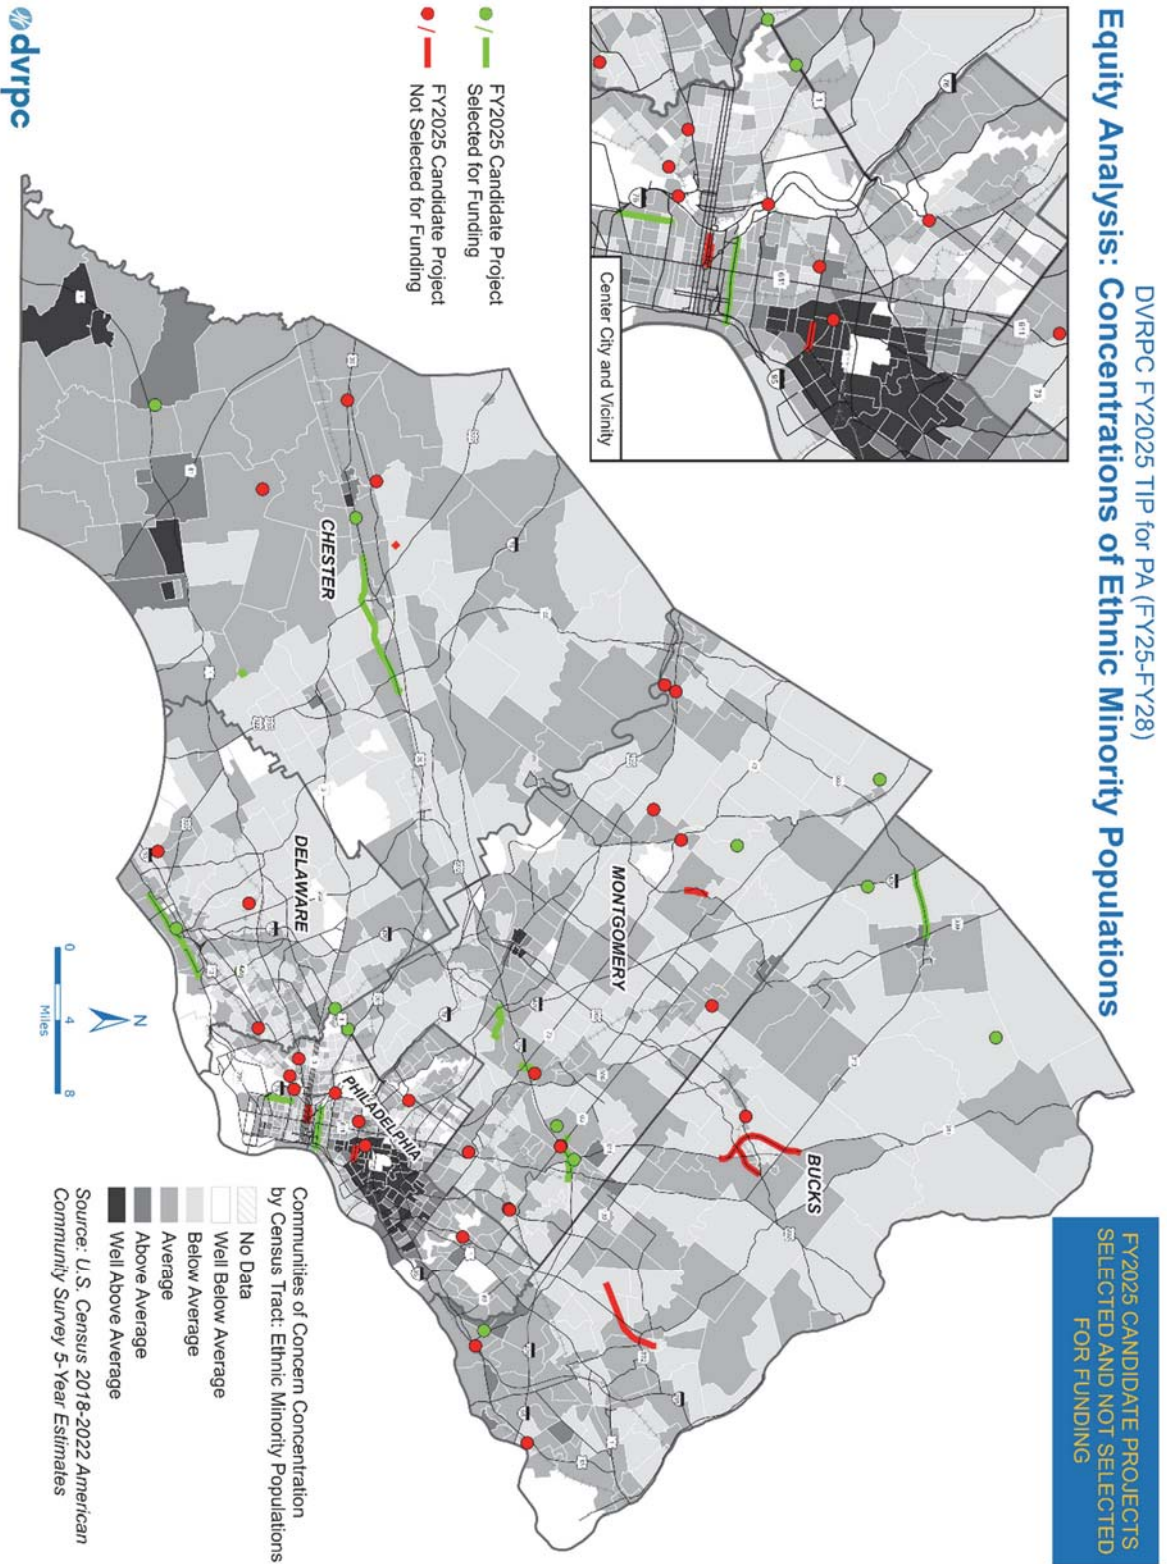 DVRPC FY2025 TIP for PA (FY25-FY28)
Equity Analysis: Concentrations of Ethnic Minority Populations
FY2025 CANDIDATE PROJECTS
SELECTED AND NOT SELECTED
FOR FUNDING
Center City and Vicinity
FY2025 Candidate Project
Selected for Funding
FY2025 Candidate Project
Not Selected for Funding
BUCKS
MONTGOMERY
CHESTER
DELAWARE
PHILADELPHIA
N
0 4 8
Miles
Communities of Concern Concentration
by Census Tract: Ethnic Minority Populations
No Data
Well Below Average
Below Average
Average
Above Average
Well Above Average
Source: U.S. Census 2018-2022 American
Community Survey 5-Year Estimates
dvrpc